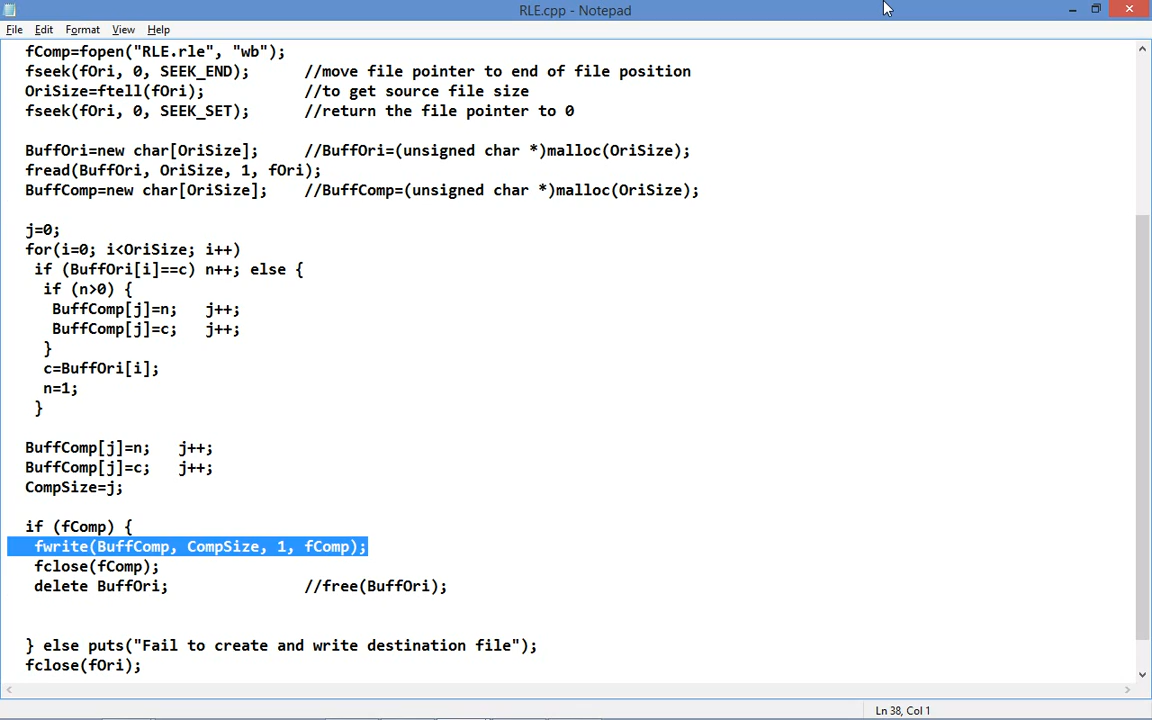 RLE.cpp - Notepad
File Edit Format View Help
fComp=fopen("RLE.rle", "wb");
fseek(fOri, 0, SEEK_END); //move file pointer to end of file position
OriSize=ftell(fOri); //to get source file size
fseek(fOri, 0, SEEK_SET); //return the file pointer to 0
BuffOri=new char[OriSize]; //BuffOri=(unsigned char *)malloc(OriSize);
fread(BuffOri, OriSize, 1, fOri);
BuffComp=new char[OriSize]; //BuffComp=(unsigned char *)malloc(OriSize);
j=0;
for(i=0; i<OriSize; i++)
if (BuffOri[i]==c) n++; else {
if (n>0) {
BuffComp[j]=n; j++;
BuffComp[j]=c; j++;
}
c=BuffOri[i];
n=1;
}
BuffComp[j]=n; j++;
BuffComp[j]=c; j++;
CompSize=j;
if (fComp) {
fwrite(BuffComp, CompSize, 1, fComp);
fclose(fComp);
delete BuffOri; //free(BuffOri);
} else puts("Fail to create and write destination file");
fclose(fOri);
Ln 38, Col 1